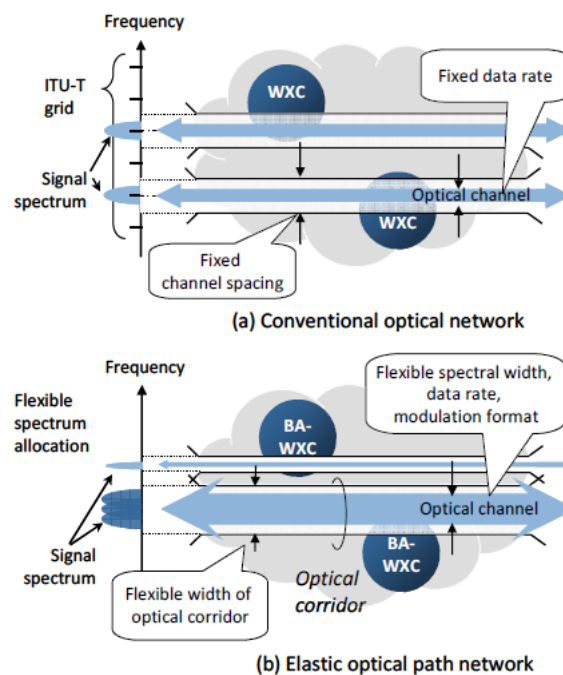 Frequency
ITU-T
grid
Signal
spectrum
WXC
Fixed data rate
Optical channel
WXC
Fixed
channel spacing
(a) Conventional optical network
Frequency
Flexible
spectrum
allocation
Signal
spectrum
BA-
WXC
Flexible spectral width,
data rate,
modulation format
Optical channel
BA-
WXC
Flexible width of
optical corridor
Optical
corridor
(b) Elastic optical path network